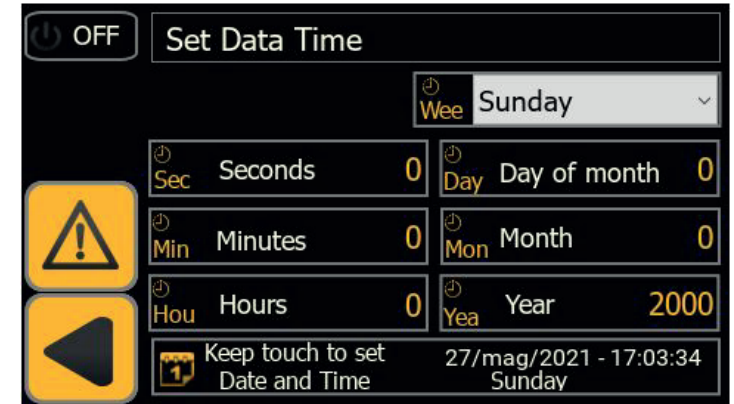 OFF
Set Data Time
Wee Sunday
Sec Seconds 0
Day Day of month 0
Min Minutes 0
Mon Month 0
Hou Hours 0
Yea Year 2000
Keep touch to set
Date and Time
1
27/mag/2021 - 17:03:34
Sunday